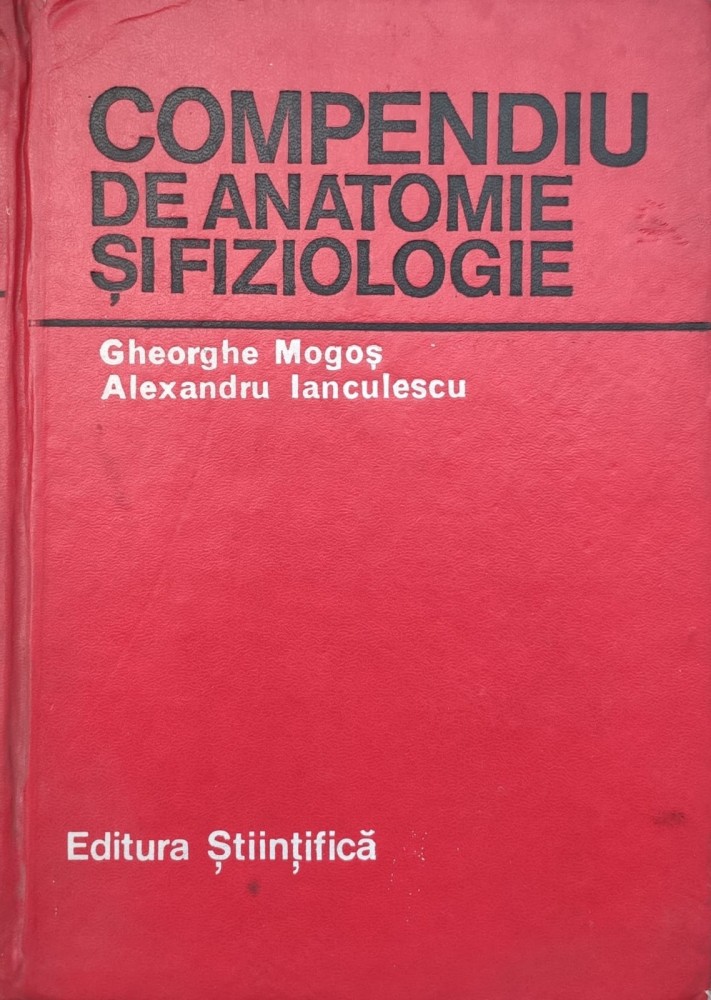 COMPENDIU
DE ANATOMIE
ȘI FIZIOLOGIE
Gheorghe Mogoș
Alexandru Ianculescu
Editura Științifică